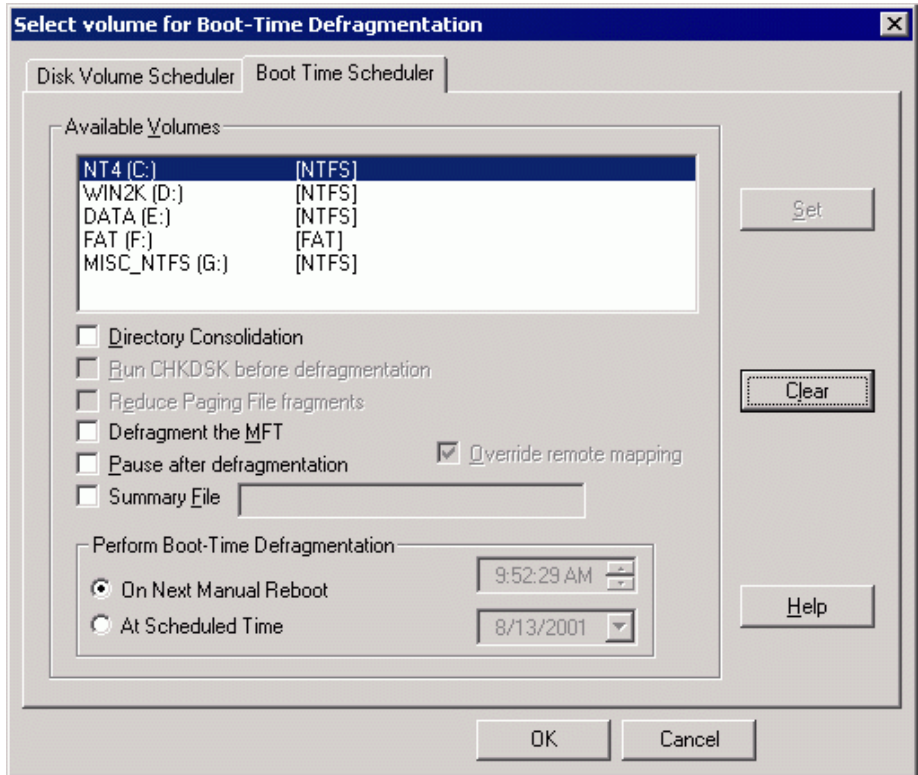 Select volume for Boot-Time Defragmentation
Disk Volume Scheduler Boot Time Scheduler
Available Volumes
NT4 (C:) [NTFS]
WIN2K (D:) [NTFS]
DATA (E:) [NTFS]
FAT (F:) [FAT]
MISC_NTFS (G:) [NTFS]
Set
Directory Consolidation
Run CHKDSK before defragmentation
Reduce Paging File fragments
Clear
Defragment the MFT
Override remote mapping
Pause after defragmentation
Summary File
Perform Boot-Time Defragmentation
On Next Manual Reboot 9:52:29 AM
At Scheduled Time 8/13/2001
Help
OK Cancel